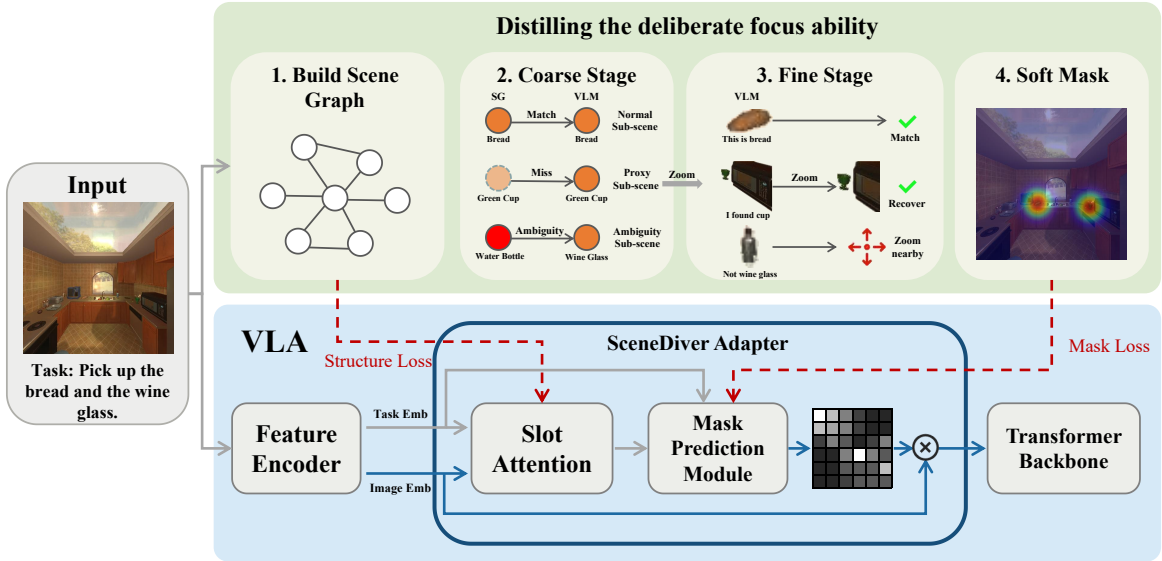 Distilling the deliberate focus ability
1. Build Scene
Graph
2. Coarse Stage
SG
VLM
Match
Bread
Bread
Normal
Sub-scene
Miss
Green Cup
Green Cup
Proxy
Sub-scene
Ambiguity
Water Bottle
Wine Glass
Ambiguity
Sub-scene
Zoom
3. Fine Stage
VLM
This is bread
Match
Zoom
I found cup
Recover
Not wine glass
Zoom
nearby
4. Soft Mask
Input
Task: Pick up the
bread and the wine
glass.
VLA
Structure Loss
SceneDiver Adapter
Mask Loss
Feature
Encoder
Task Emb
Image Emb
Slot
Attention
Mask
Prediction
Module
Transformer
Backbone